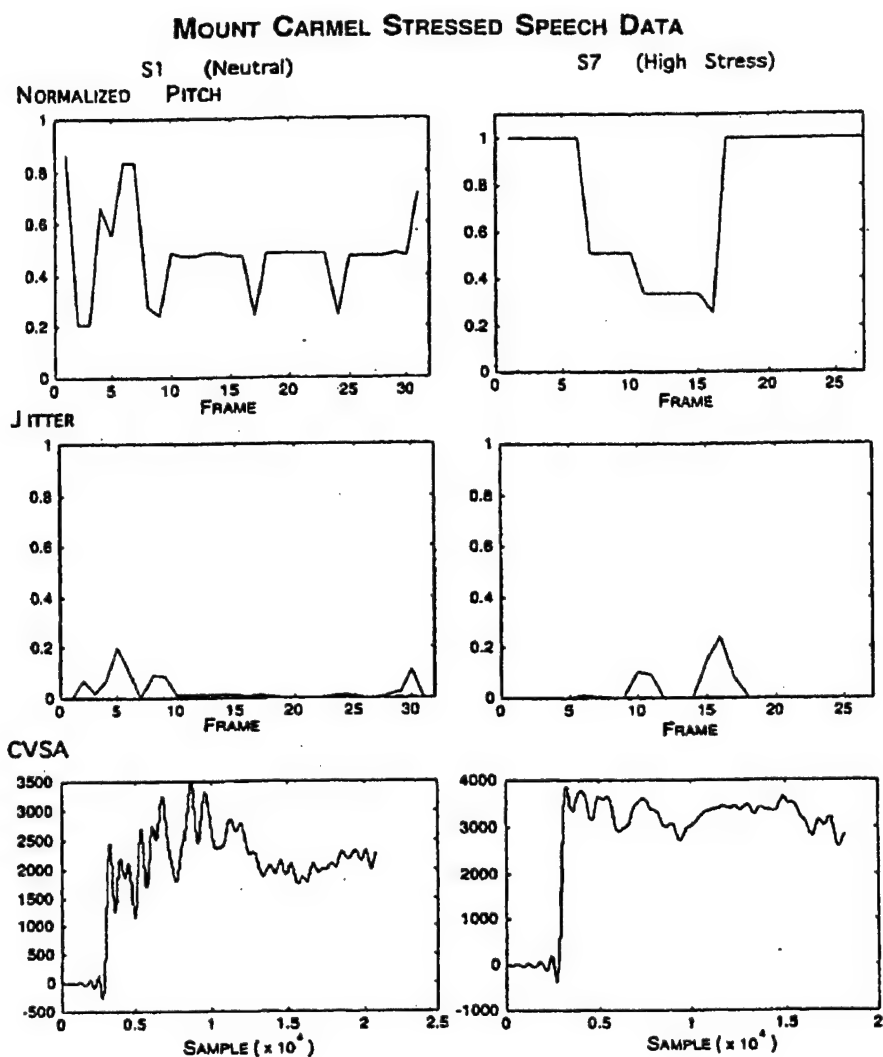 MOUNT CARMEL STRESSED SPEECH DATA
S1 (Neutral)
S7 (High Stress)
NORMALIZED PITCH
1
0.8
0.6
0.4
0.2
0
0 5 10 15 20 25 30
FRAME
1
0.8
0.6
0.4
0.2
0
0 5 10 15 20 25
FRAME
JITTER
1
0.8
0.6
0.4
0.2
0
0 5 10 15 20 25 30
FRAME
1
0.8
0.6
0.4
0.2
0
0 5 10 15 20 25
FRAME
CVSA
3500
3000
2500
2000
1500
1000
500
0
-500
0 0.5 1 1.5 2 2.5
SAMPLE ( x 10⁴ )
4000
3000
2000
1000
0
-1000
0 0.5 1 1.5 2
SAMPLE ( x 10⁴ )